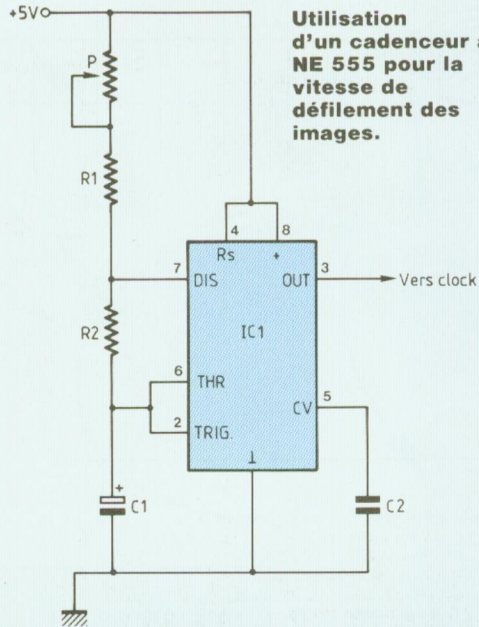 +5V
Utilisation
d'un cadenceur à
NE 555 pour la
vitesse de
défilement des
images.
P
R1
4
8
Rs
+
7
DIS
OUT
3
Vers clock
R2
IC1
6
THR
5
CV
2
TRIG.
+
C1
C2